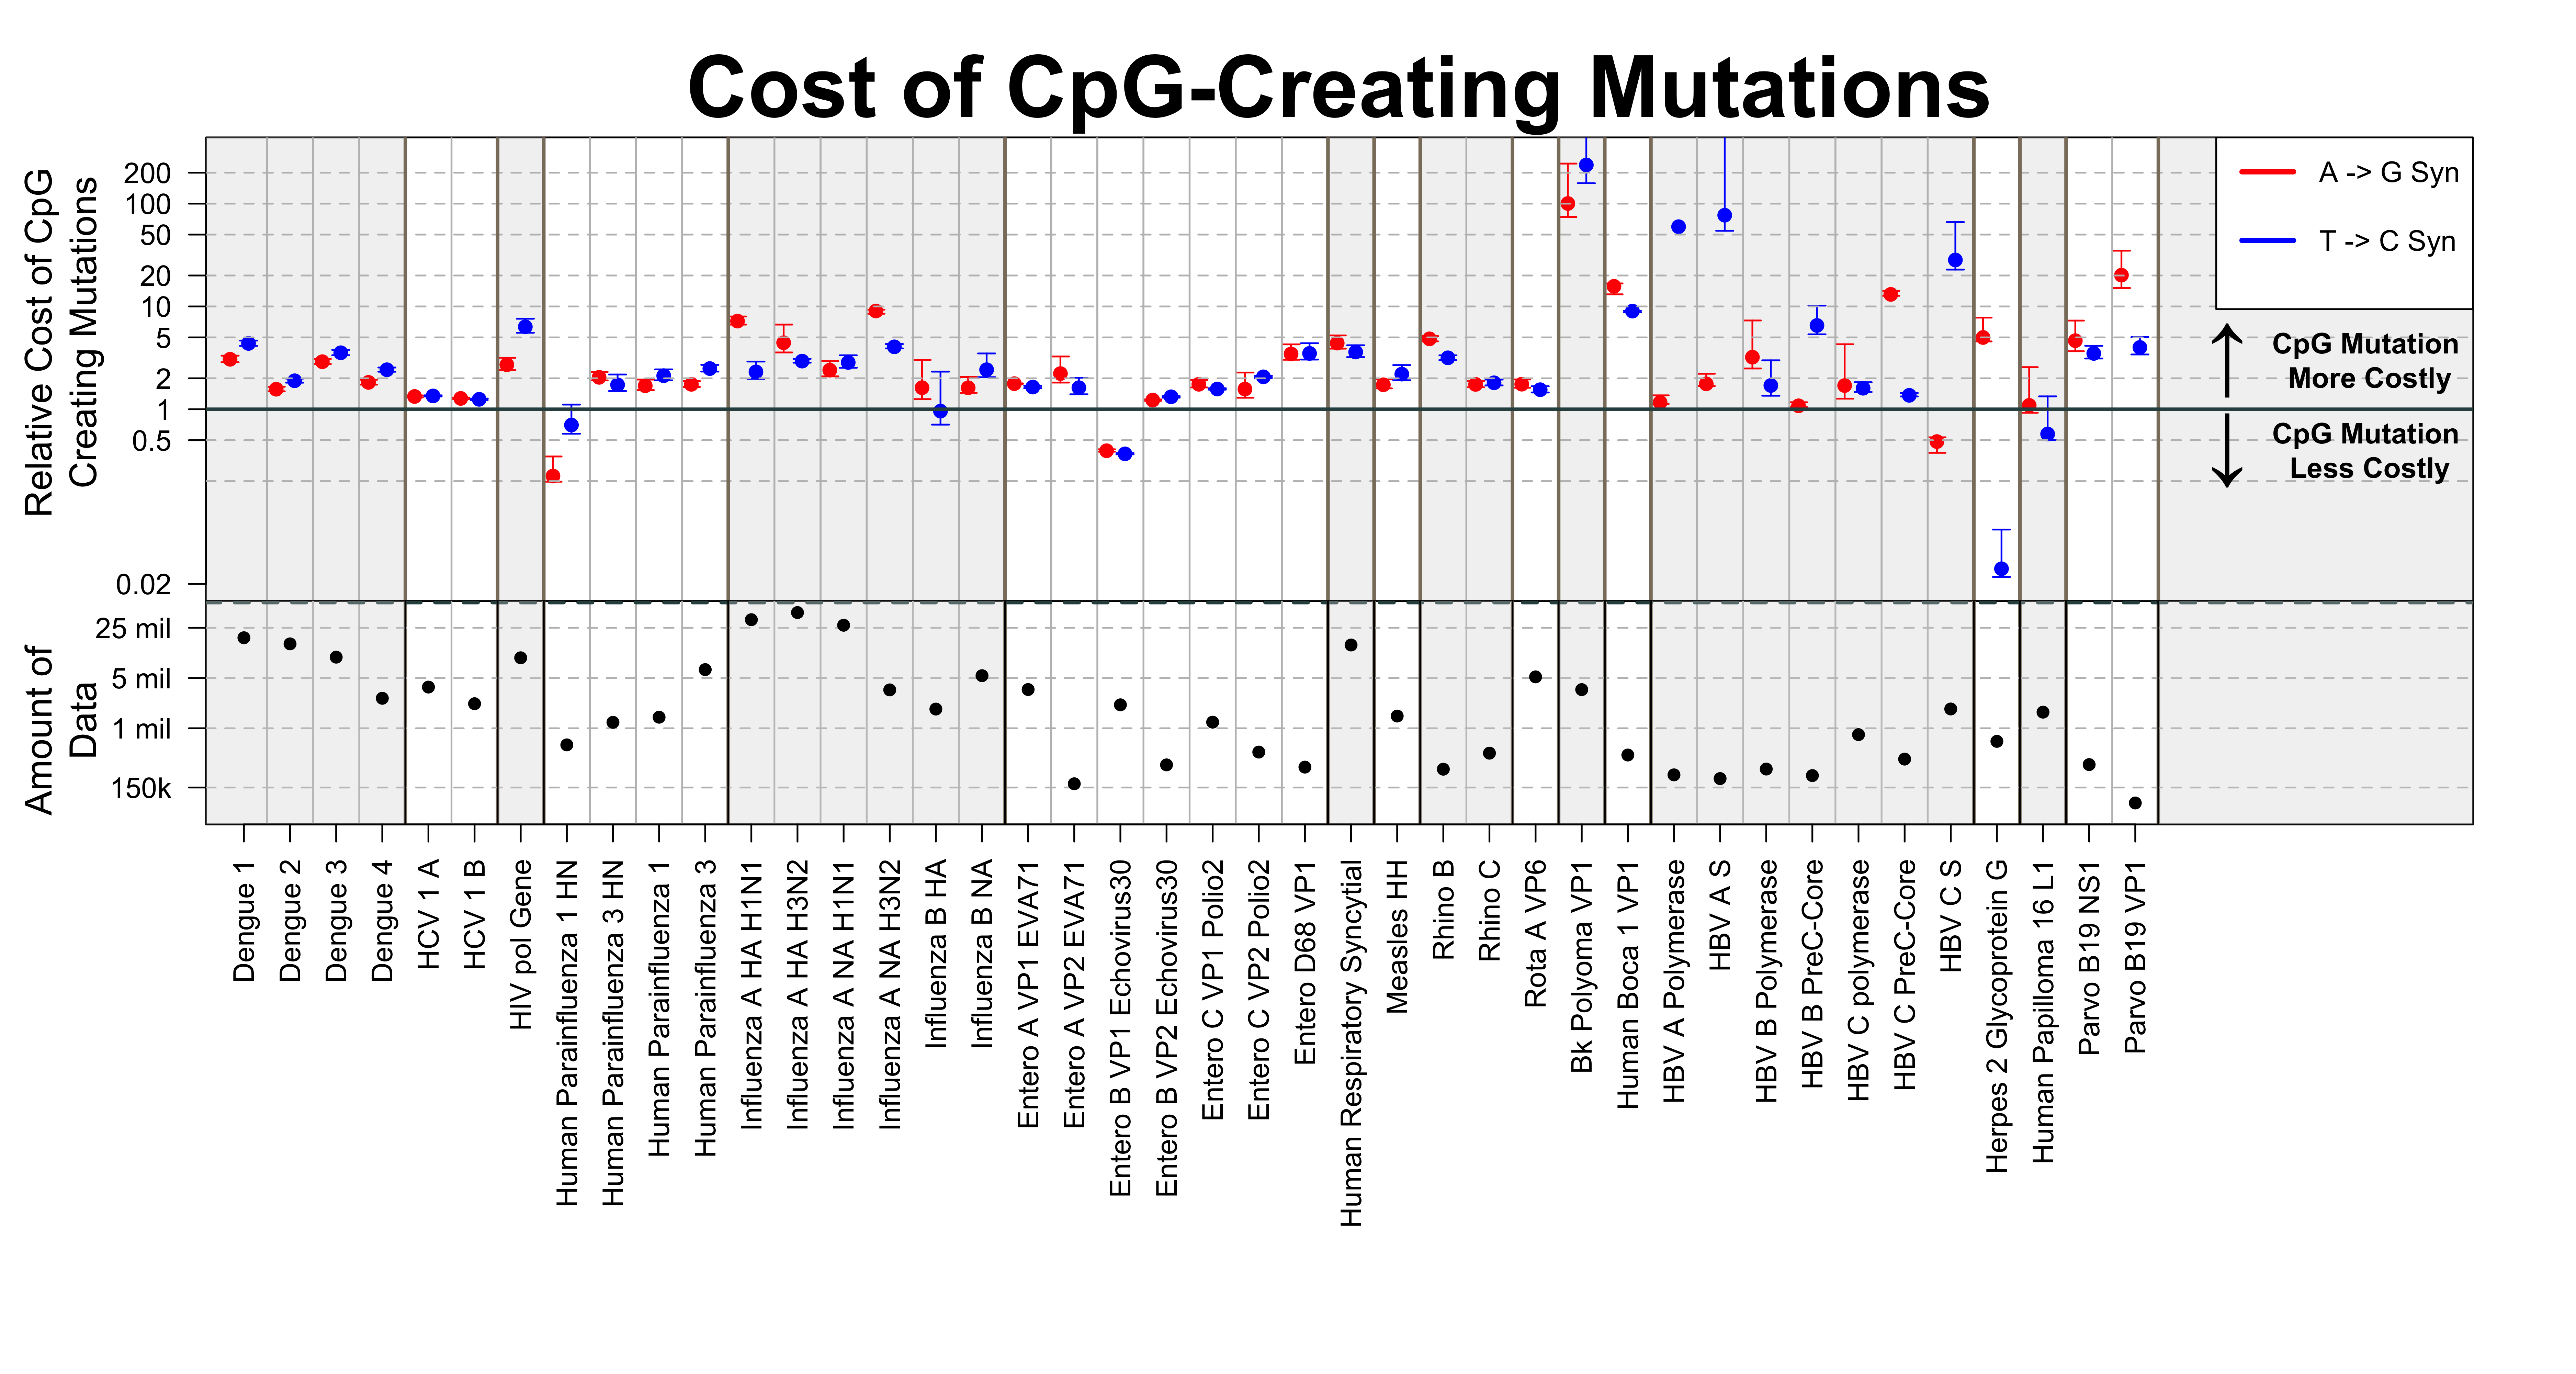 Cost of CpG-Creating Mutations
Relative Cost of CpG
Creating Mutations
200
100
50
20
10
5
2
1
0.5
0.02
A -> G Syn
T -> C Syn
CpG Mutation
More Costly
CpG Mutation
Less Costly
Amount of
Data
25 mil
5 mil
1 mil
150k
Dengue 1
Dengue 2
Dengue 3
Dengue 4
HCV 1 A
HCV 1 B
HIV pol Gene
Human Parainfluenza 1 HN
Human Parainfluenza 3 HN
Human Parainfluenza 1
Human Parainfluenza 3
Influenza A HA H1N1
Influenza A HA H3N2
Influenza A NA H1N1
Influenza A NA H3N2
Influenza B HA
Influenza B NA
Entero A VP1 EVA71
Entero A VP2 EVA71
Entero B VP1 Echovirus30
Entero B VP2 Echovirus30
Entero C VP1 Polio2
Entero C VP2 Polio2
Entero D68 VP1
Human Respiratory Syncytial
Measles HH
Rhino B
Rhino C
Rota A VP6
Bk Polyoma VP1
Human Boca 1 VP1
HBV A Polymerase
HBV A S
HBV B Polymerase
HBV B PreC-Core
HBV C polymerase
HBV C PreC-Core
HBV C S
Herpes 2 Glycoprotein G
Human Papilloma 16 L1
Parvo B19 NS1
Parvo B19 VP1